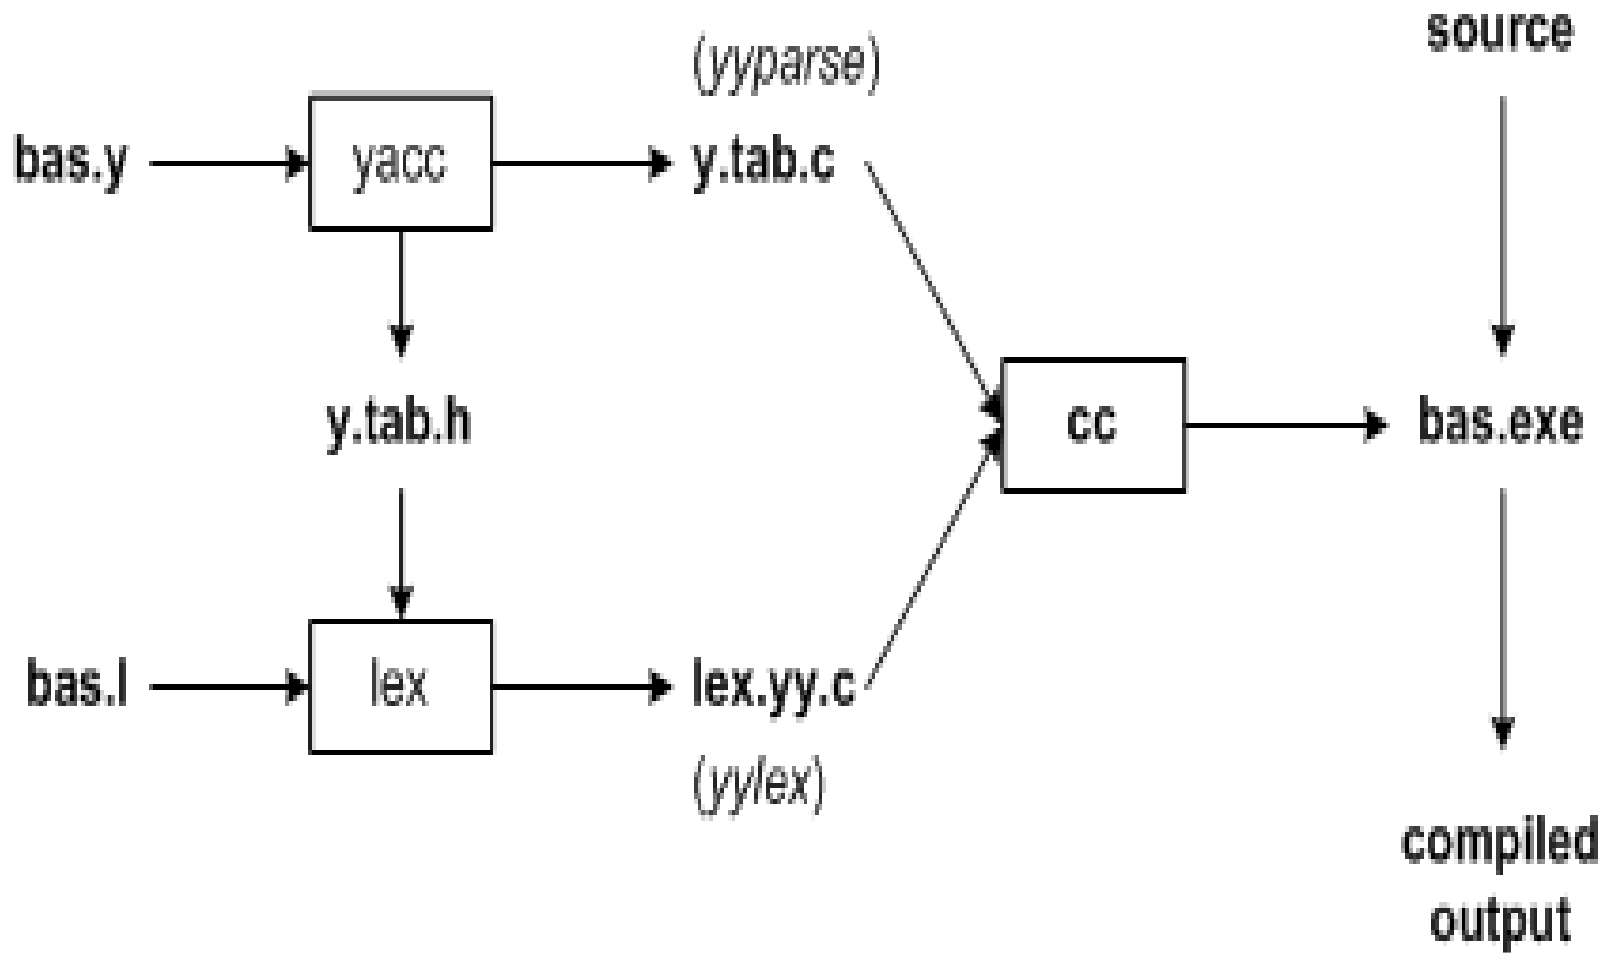 source
(yyparse)
bas.y
yacc
y.tab.c
y.tab.h
cc
bas.exe
bas.l
lex
lex.yy.c
(yylex)
compiled
output